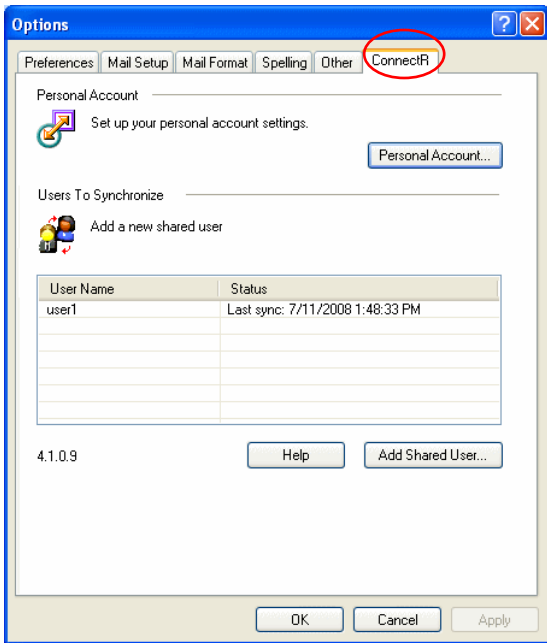 Options
Preferences Mail Setup Mail Format Spelling Other ConnectR
Personal Account
Set up your personal account settings.
Personal Account...
Users To Synchronize
Add a new shared user
User Name Status
user1 Last sync: 7/11/2008 1:48:33 PM
4.1.0.9 Help Add Shared User...
OK Cancel Apply